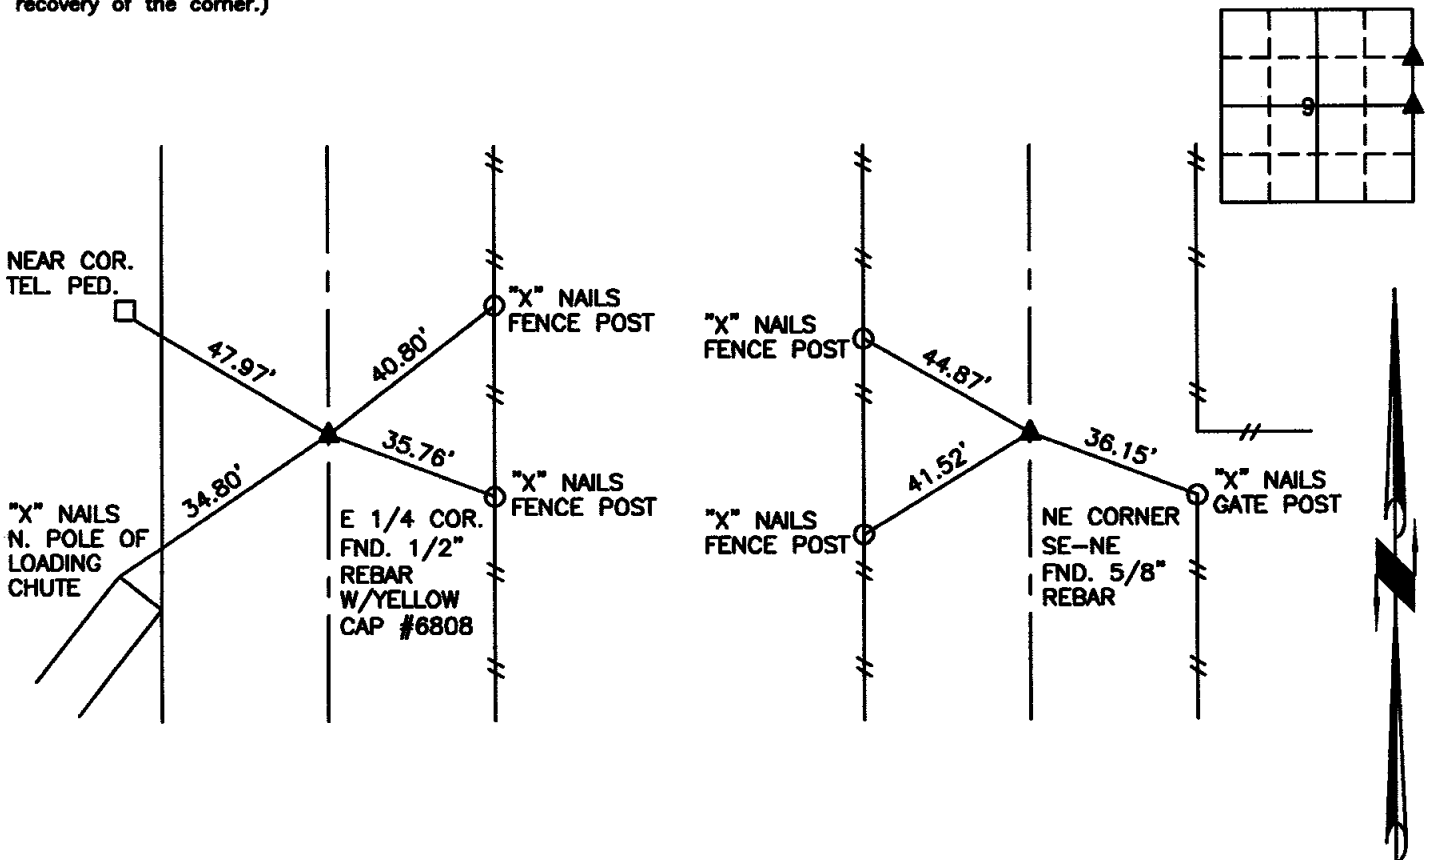 recovery of the corner.)
9
NEAR COR.
TEL. PED.
47.97'
40.80'
"X" NAILS
FENCE POST
34.80'
35.76'
"X" NAILS
FENCE POST
"X" NAILS
N. POLE OF
LOADING
CHUTE
E 1/4 COR.
FND. 1/2"
REBAR
W/YELLOW
CAP #6808
"X" NAILS
FENCE POST
44.87'
41.52'
36.15'
"X" NAILS
FENCE POST
"X" NAILS
GATE POST
NE CORNER
SE-NE
FND. 5/8"
REBAR